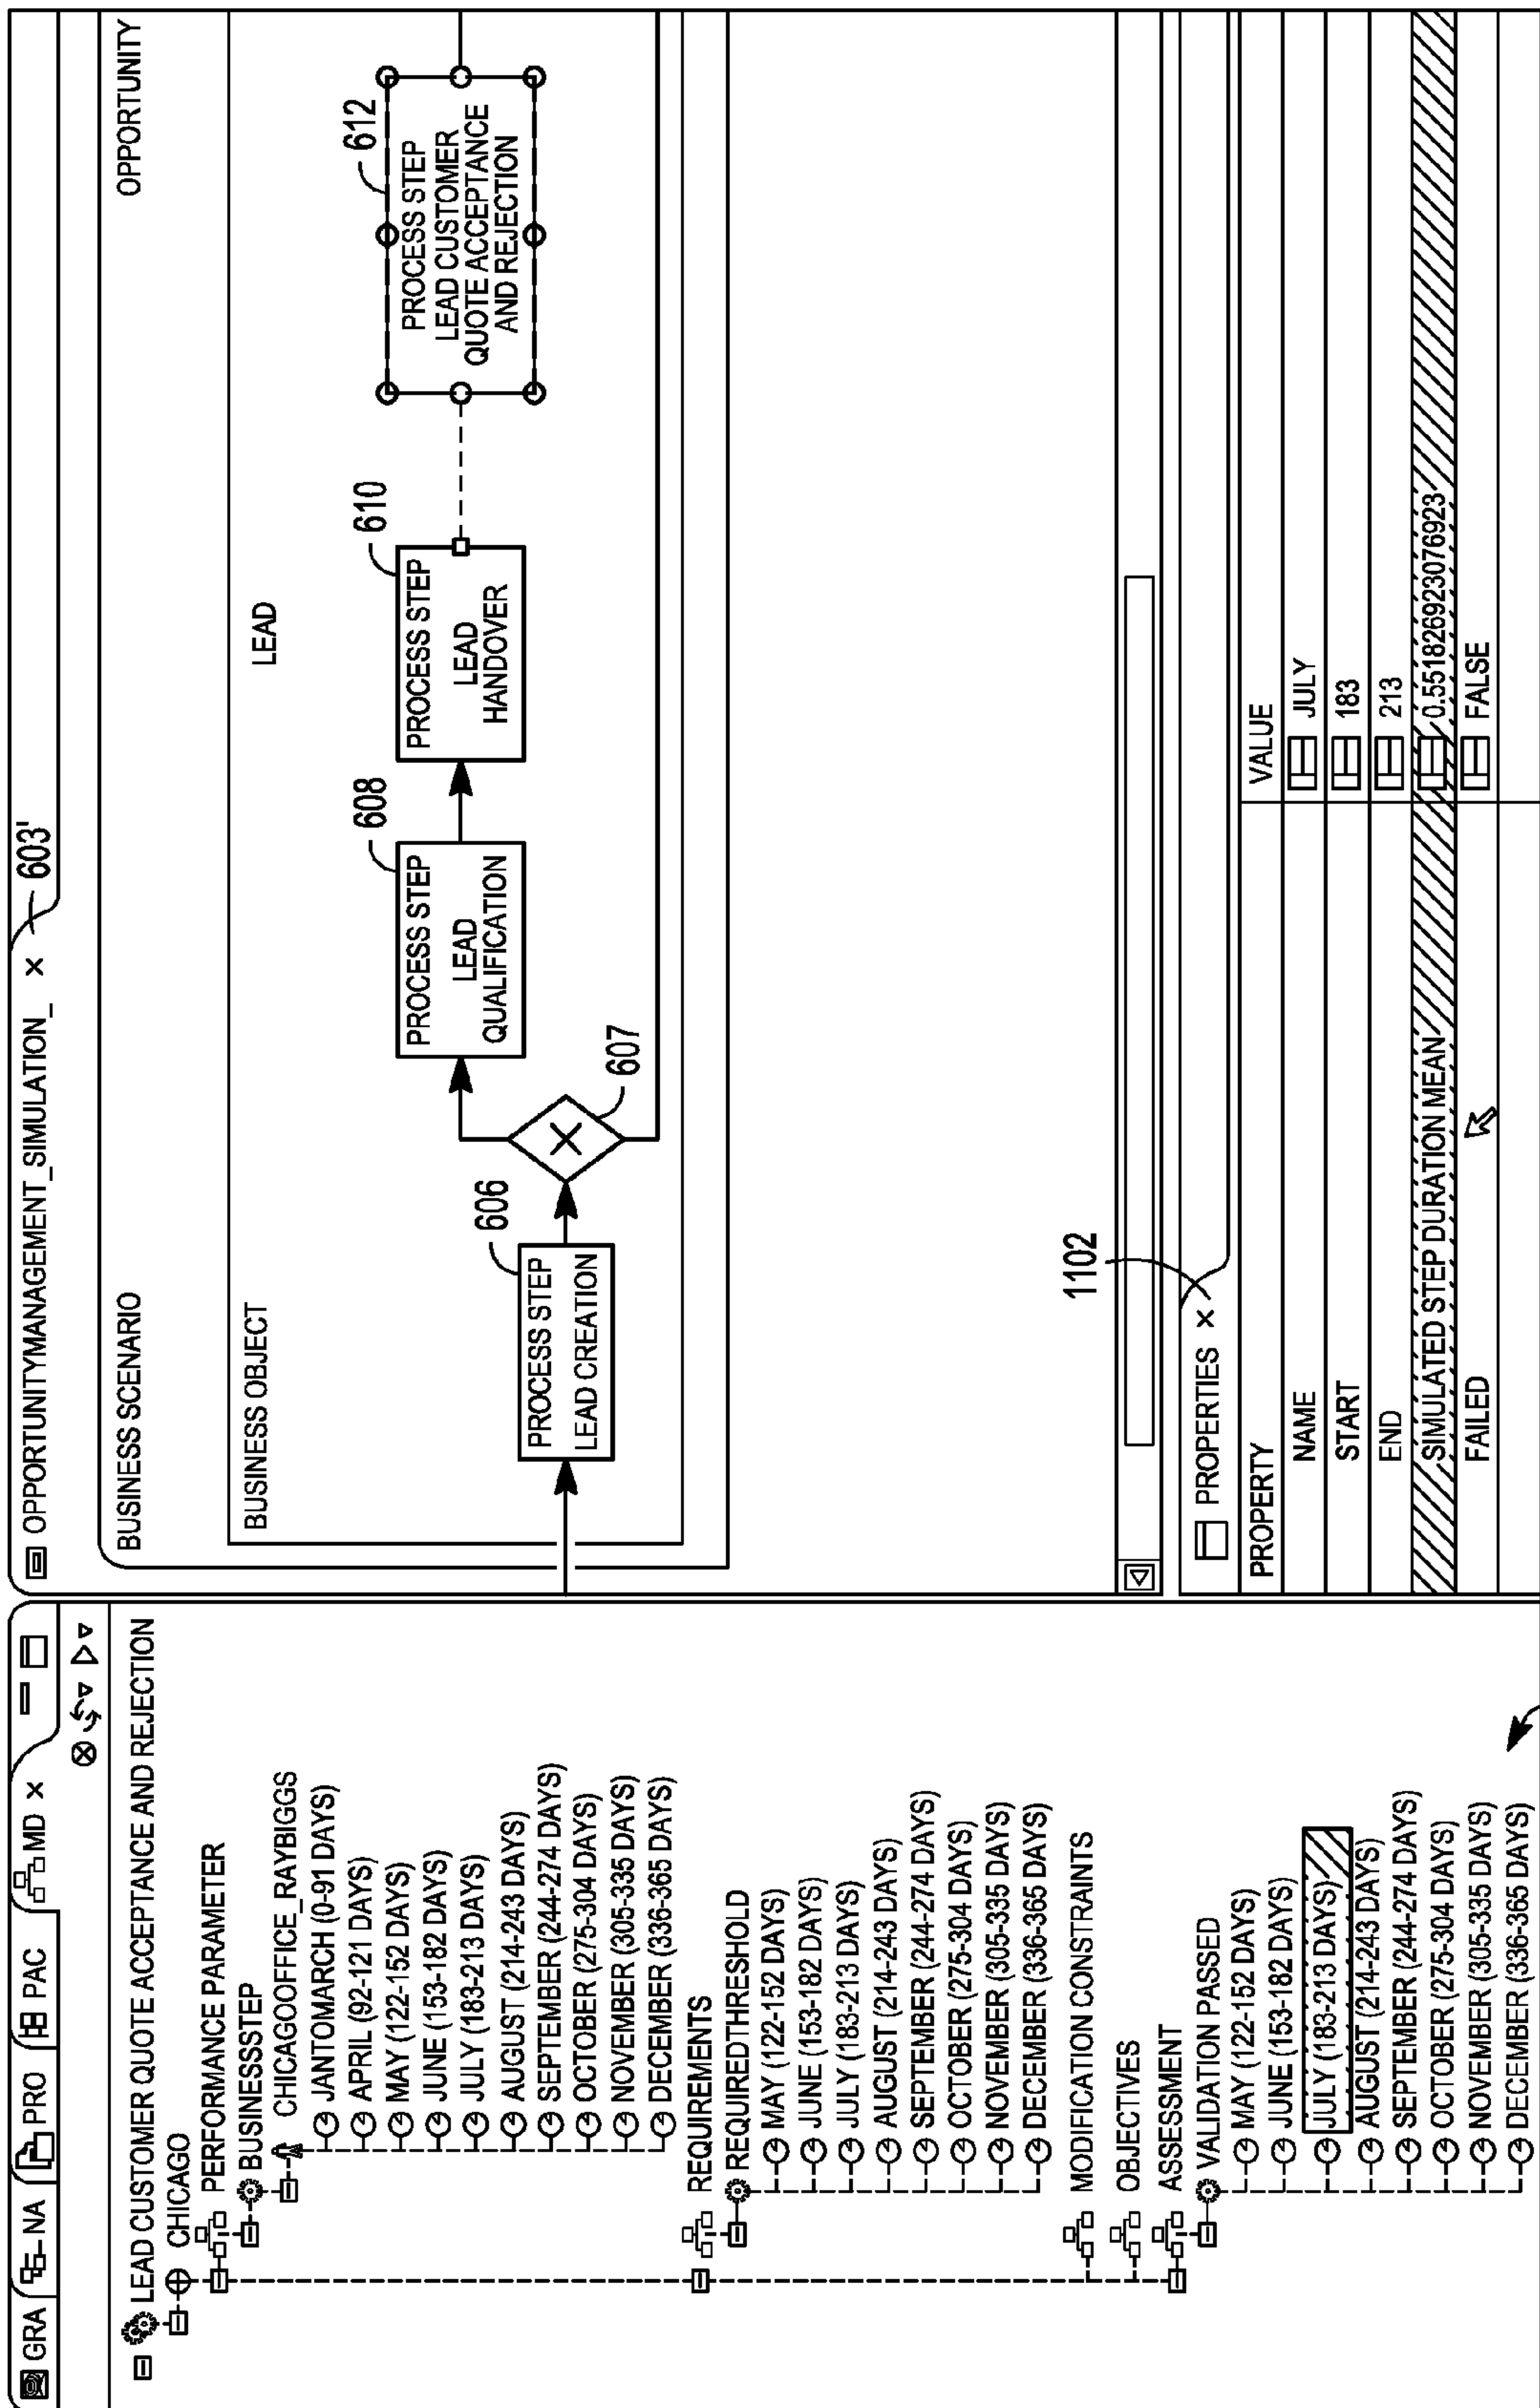 GRA NA PRO PAC MD ×
LEAD CUSTOMER QUOTE ACCEPTANCE AND REJECTION
CHICAGO
PERFORMANCE PARAMETER
BUSINESSSTEP
CHICAGOOFFICE_RAYBIGGS
JANTOMARCH (0-91 DAYS)
APRIL (92-121 DAYS)
MAY (122-152 DAYS)
JUNE (153-182 DAYS)
JULY (183-213 DAYS)
AUGUST (214-243 DAYS)
SEPTEMBER (244-274 DAYS)
OCTOBER (275-304 DAYS)
NOVEMBER (305-335 DAYS)
DECEMBER (336-365 DAYS)
REQUIREMENTS
REQUIREDTHRESHOLD
MAY (122-152 DAYS)
JUNE (153-182 DAYS)
JULY (183-213 DAYS)
AUGUST (214-243 DAYS)
SEPTEMBER (244-274 DAYS)
OCTOBER (275-304 DAYS)
NOVEMBER (305-335 DAYS)
DECEMBER (336-365 DAYS)
MODIFICATION CONSTRAINTS
OBJECTIVES
ASSESSMENT
VALIDATION PASSED
MAY (122-152 DAYS)
JUNE (153-182 DAYS)
JULY (183-213 DAYS)
AUGUST (214-243 DAYS)
SEPTEMBER (244-274 DAYS)
OCTOBER (275-304 DAYS)
NOVEMBER (305-335 DAYS)
DECEMBER (336-365 DAYS)
OPPORTUNITYMANAGEMENT_SIMULATION_ × 603'
BUSINESS SCENARIO
OPPORTUNITY
BUSINESS OBJECT
LEAD
606
PROCESS STEP
LEAD CREATION
607
608
PROCESS STEP
LEAD
QUALIFICATION
610
PROCESS STEP
LEAD
HANDOVER
612
PROCESS STEP
LEAD CUSTOMER
QUOTE ACCEPTANCE
AND REJECTION
1102
PROPERTIES ×
PROPERTY VALUE
NAME JULY
START 183
END 213
SIMULATED STEP DURATION MEAN 0.5518269230769​23
FAILED FALSE